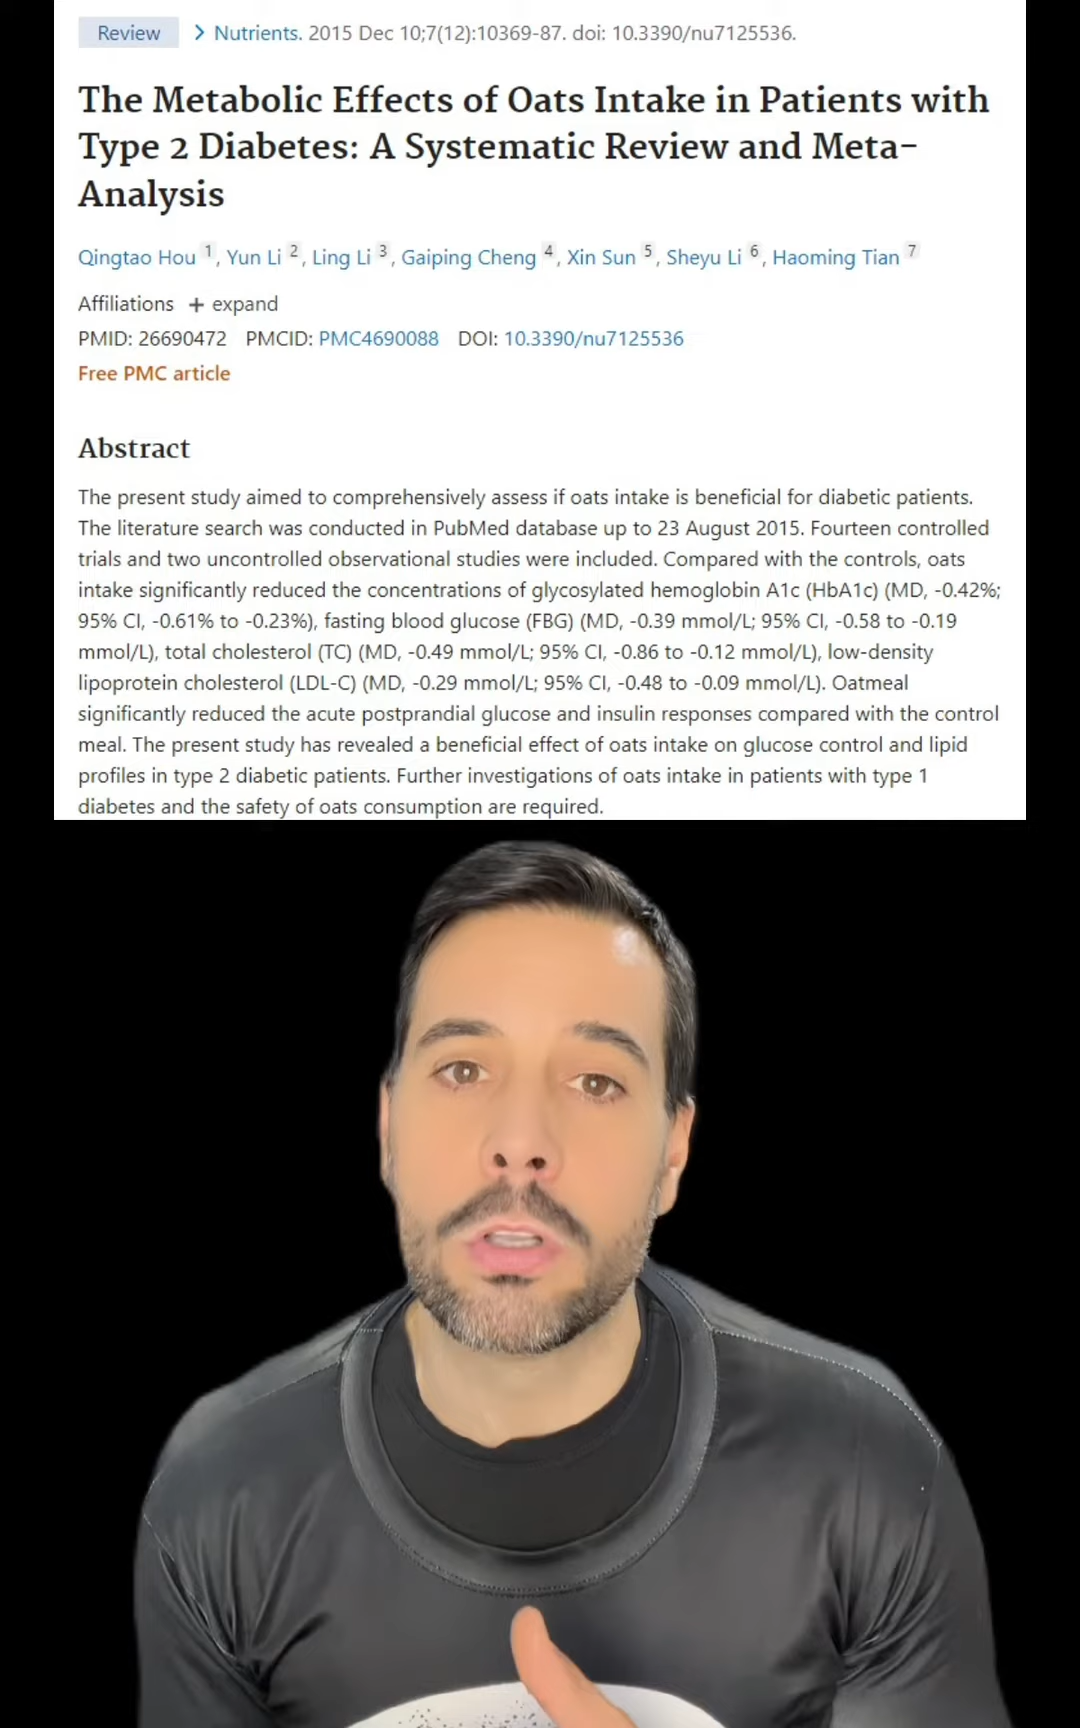 Review > Nutrients. 2015 Dec 10;7(12):10369-87. doi: 10.3390/nu7125536.
The Metabolic Effects of Oats Intake in Patients with
Type 2 Diabetes: A Systematic Review and Meta-
Analysis
Qingtao Hou 1, Yun Li 2, Ling Li 3, Gaiping Cheng 4, Xin Sun 5, Sheyu Li 6, Haoming Tian 7
Affiliations + expand
PMID: 26690472 PMCID: PMC4690088 DOI: 10.3390/nu7125536
Free PMC article
Abstract
The present study aimed to comprehensively assess if oats intake is beneficial for diabetic patients.
The literature search was conducted in PubMed database up to 23 August 2015. Fourteen controlled
trials and two uncontrolled observational studies were included. Compared with the controls, oats
intake significantly reduced the concentrations of glycosylated hemoglobin A1c (HbA1c) (MD, -0.42%;
95% CI, -0.61% to -0.23%), fasting blood glucose (FBG) (MD, -0.39 mmol/L; 95% CI, -0.58 to -0.19
mmol/L), total cholesterol (TC) (MD, -0.49 mmol/L; 95% CI, -0.86 to -0.12 mmol/L), low-density
lipoprotein cholesterol (LDL-C) (MD, -0.29 mmol/L; 95% CI, -0.48 to -0.09 mmol/L). Oatmeal
significantly reduced the acute postprandial glucose and insulin responses compared with the control
meal. The present study has revealed a beneficial effect of oats intake on glucose control and lipid
profiles in type 2 diabetic patients. Further investigations of oats intake in patients with type 1
diabetes and the safety of oats consumption are required.